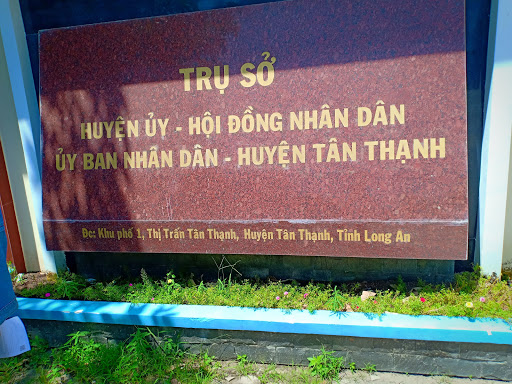 TRỤ SỞ
HUYỆN ỦY - HỘI ĐỒNG NHÂN DÂN
ỦY BAN NHÂN DÂN - HUYỆN TÂN THẠNH
Đc: Khu phố 1, Thị Trấn Tân Thạnh, Huyện Tân Thạnh, Tỉnh Long An